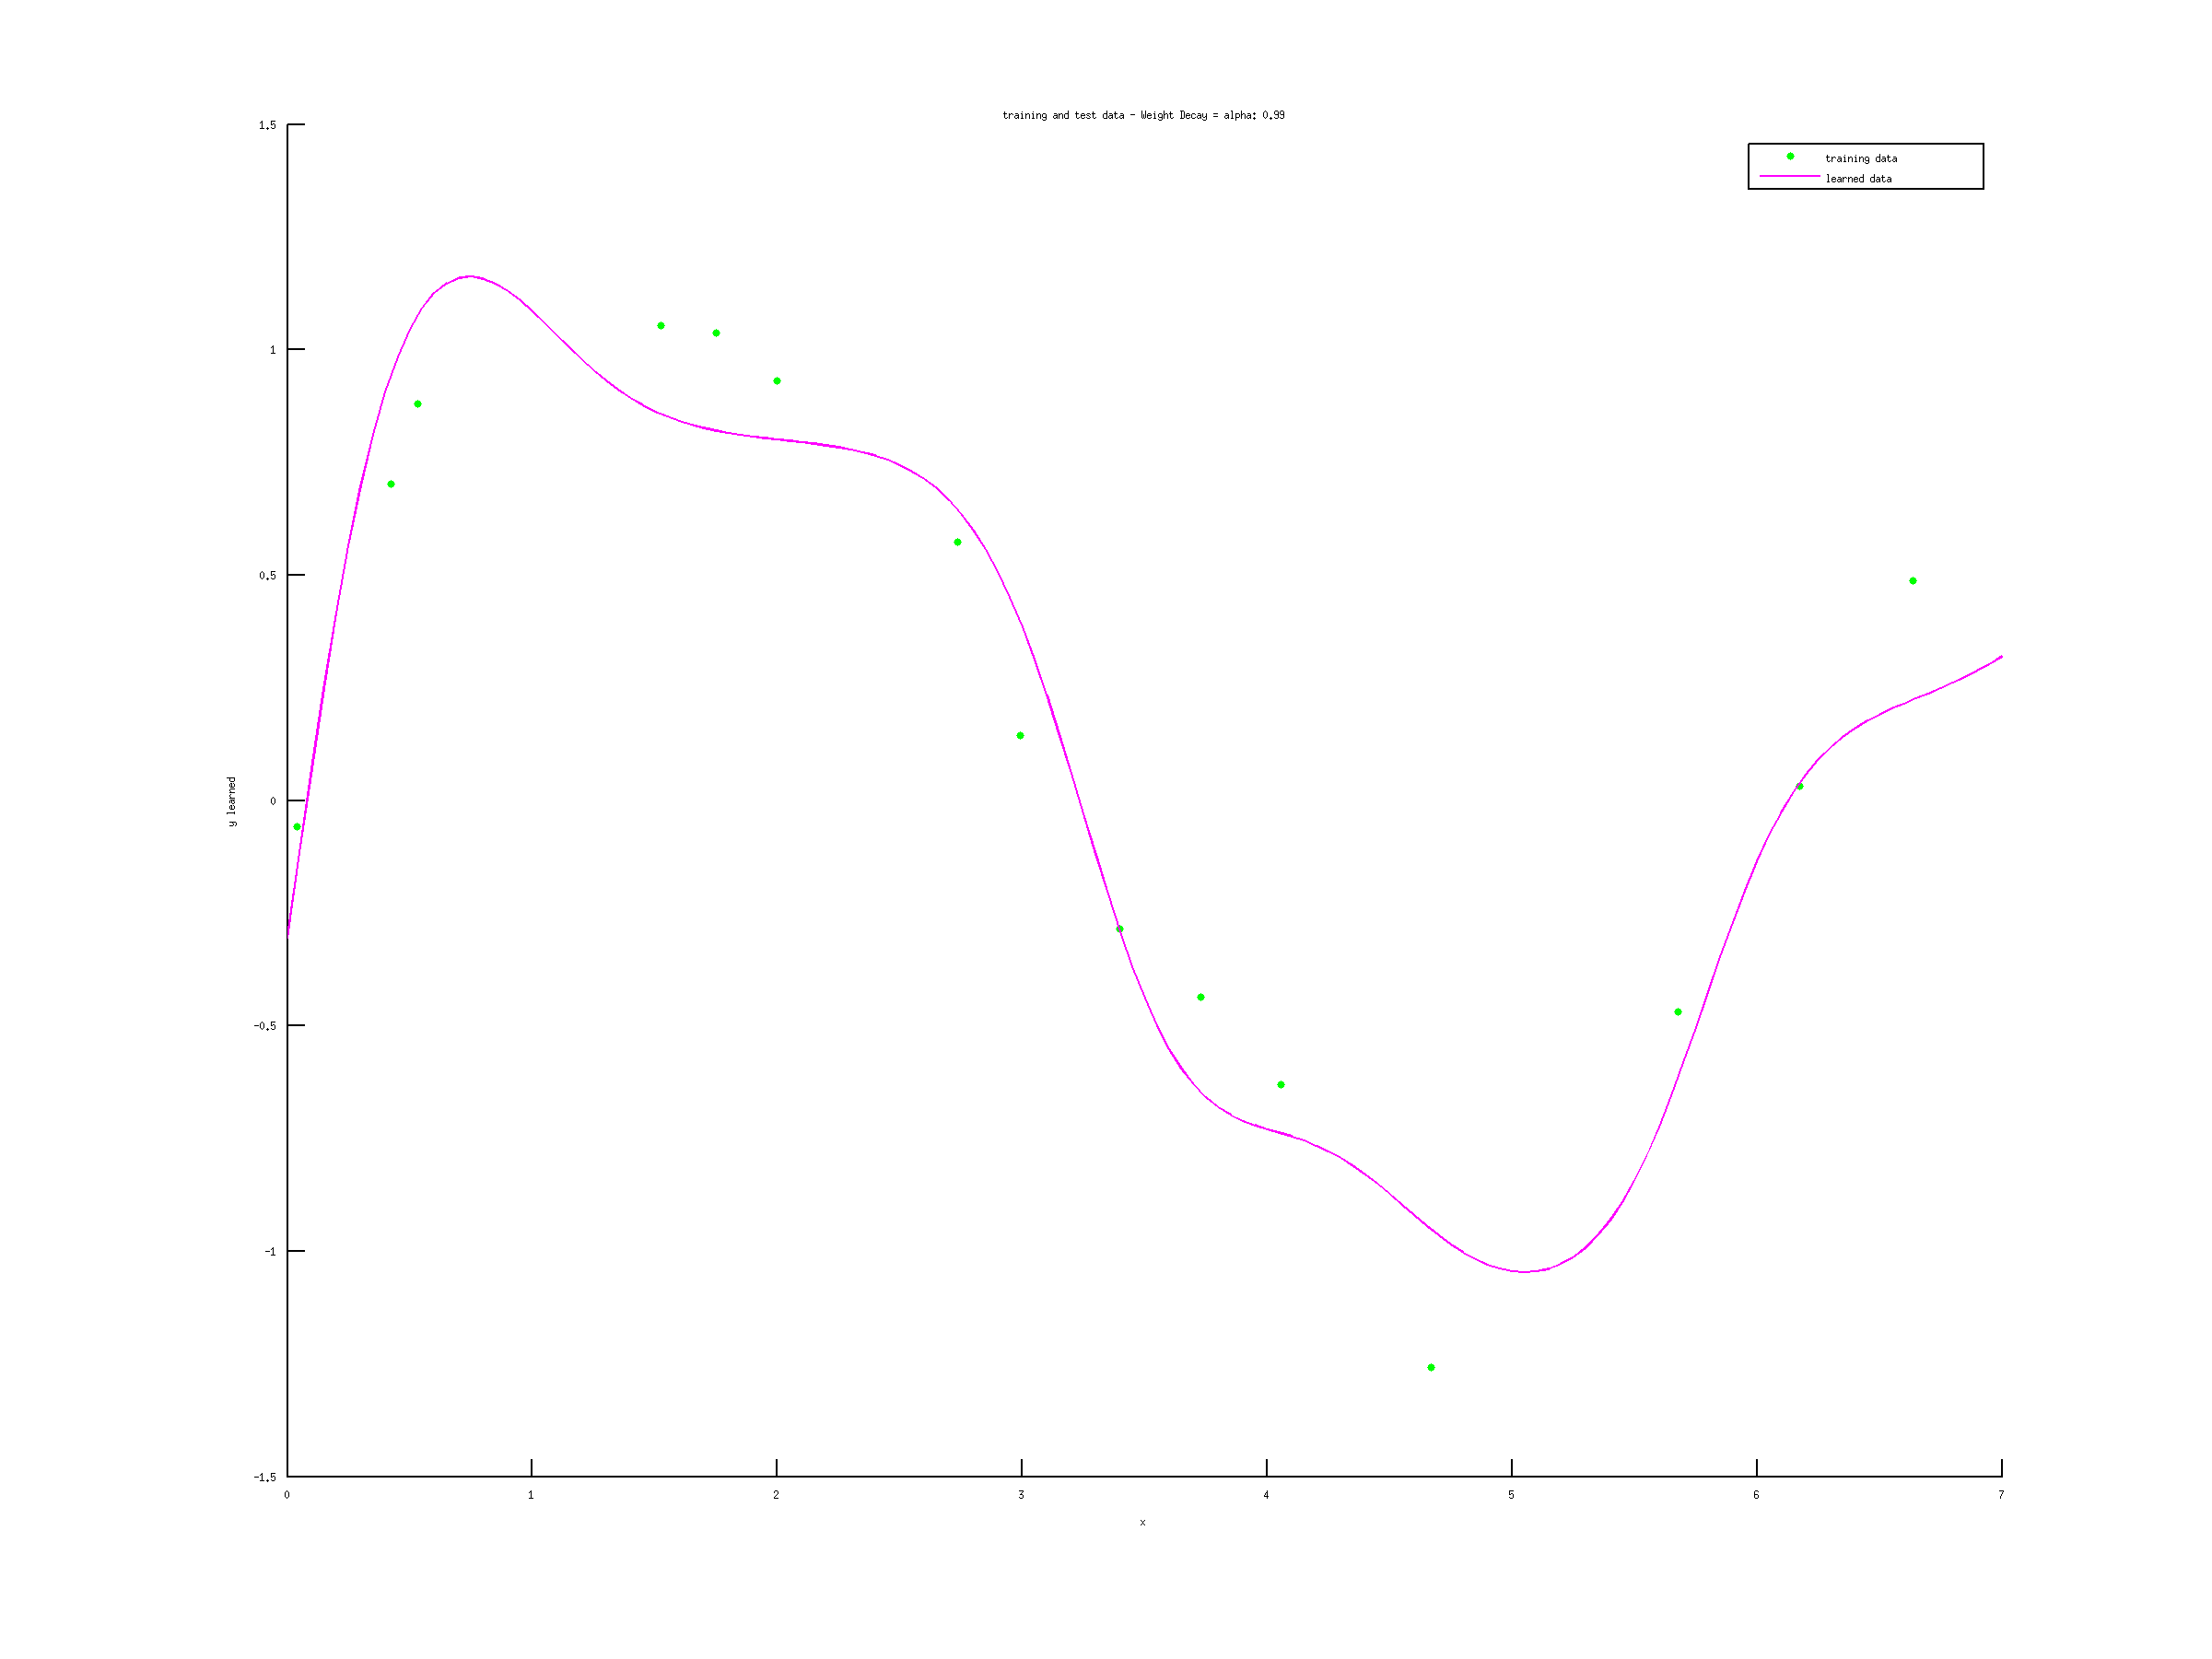 training and test data - Weight Decay = alpha: 0.99
training data
learned data
1.5
1
0.5
0
-0.5
-1
-1.5
y learned
0 1 2 3 4 5 6 7
x